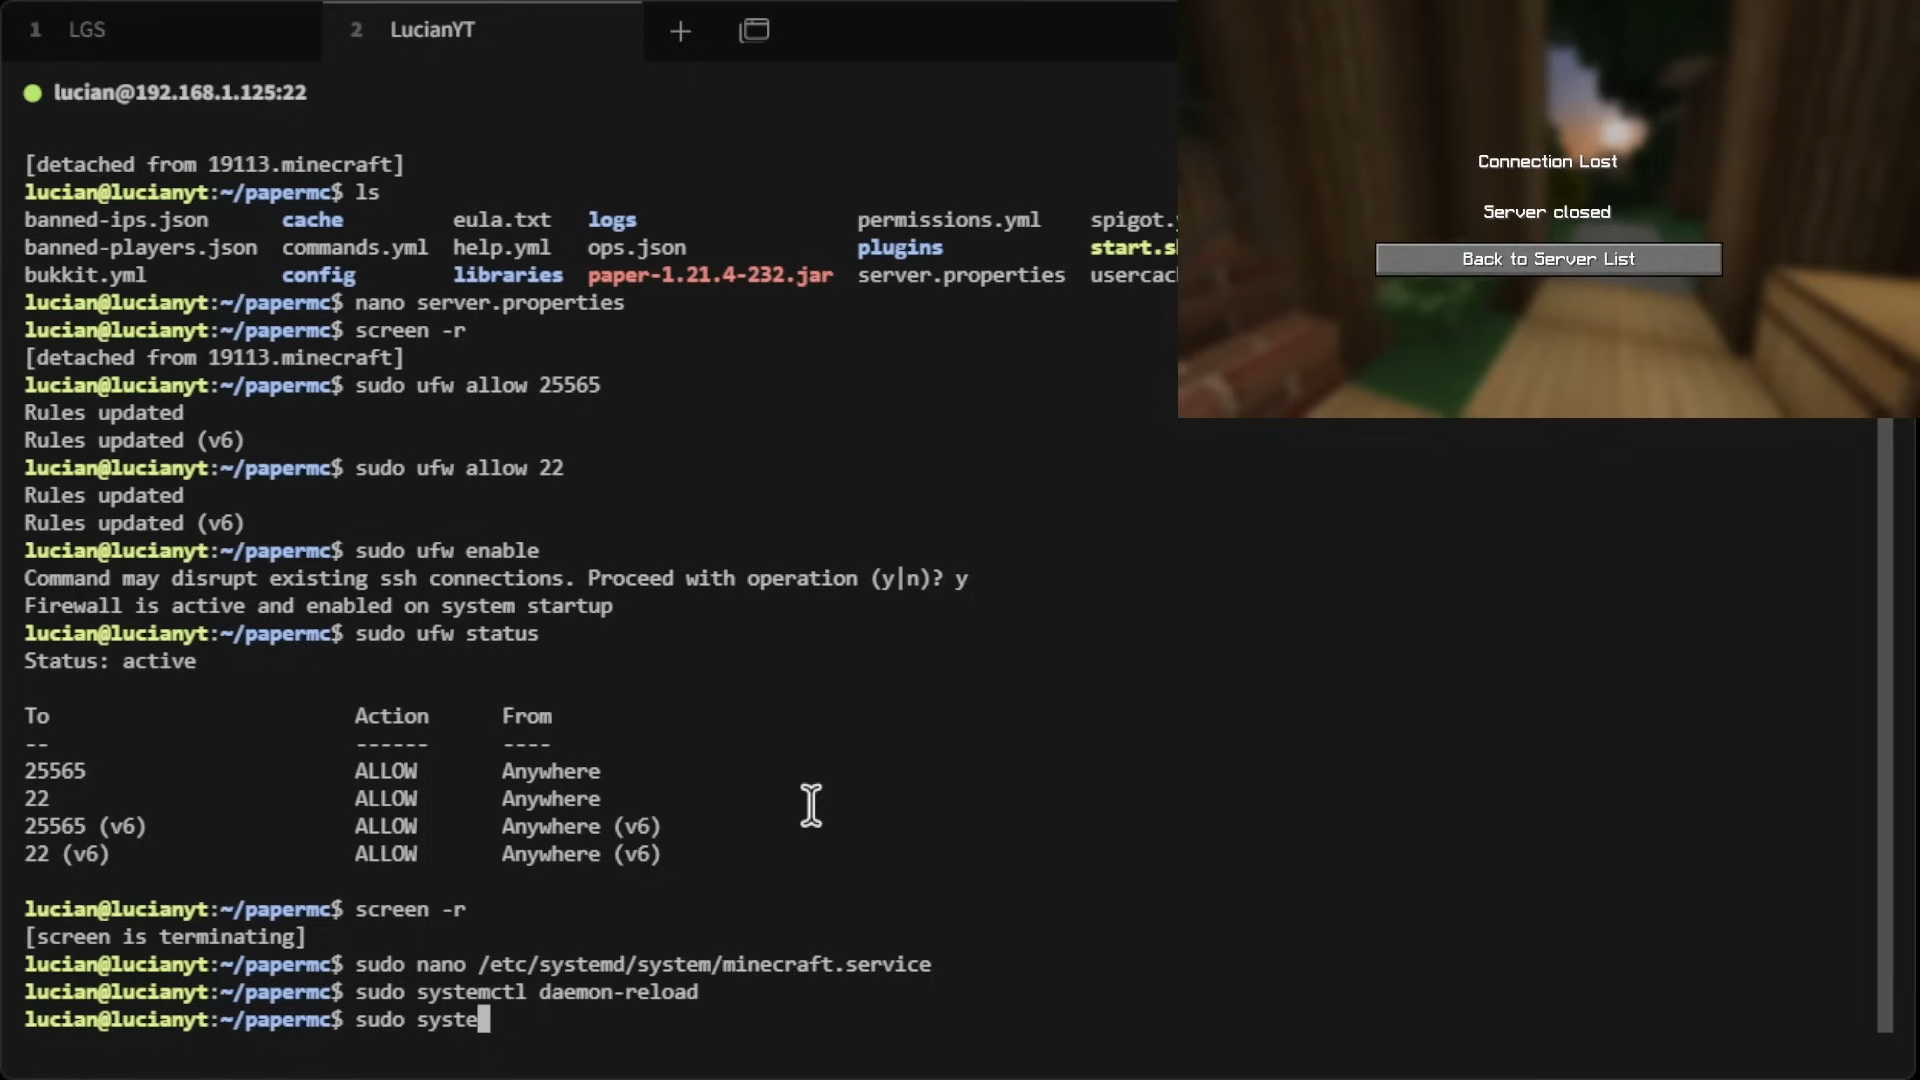 1 LGS
2 LucianYT
lucian@192.168.1.125:22
[detached from 19113.minecraft]
lucian@lucianyt:~/papermc$ ls
banned-ips.json cache eula.txt logs permissions.yml spigot.
banned-players.json commands.yml help.yml ops.json plugins start.s
bukkit.yml config libraries paper-1.21.4-232.jar server.properties userca
lucian@lucianyt:~/papermc$ nano server.properties
lucian@lucianyt:~/papermc$ screen -r
[detached from 19113.minecraft]
lucian@lucianyt:~/papermc$ sudo ufw allow 25565
Rules updated
Rules updated (v6)
lucian@lucianyt:~/papermc$ sudo ufw allow 22
Rules updated
Rules updated (v6)
lucian@lucianyt:~/papermc$ sudo ufw enable
Command may disrupt existing ssh connections. Proceed with operation (y|n)? y
Firewall is active and enabled on system startup
lucian@lucianyt:~/papermc$ sudo ufw status
Status: active
To Action From
-- ------ ----
25565 ALLOW Anywhere
22 ALLOW Anywhere
25565 (v6) ALLOW Anywhere (v6)
22 (v6) ALLOW Anywhere (v6)
lucian@lucianyt:~/papermc$ screen -r
[screen is terminating]
lucian@lucianyt:~/papermc$ sudo nano /etc/systemd/system/minecraft.service
lucian@lucianyt:~/papermc$ sudo systemctl daemon-reload
lucian@lucianyt:~/papermc$ sudo syste
Connection Lost
Server closed
Back to Server List